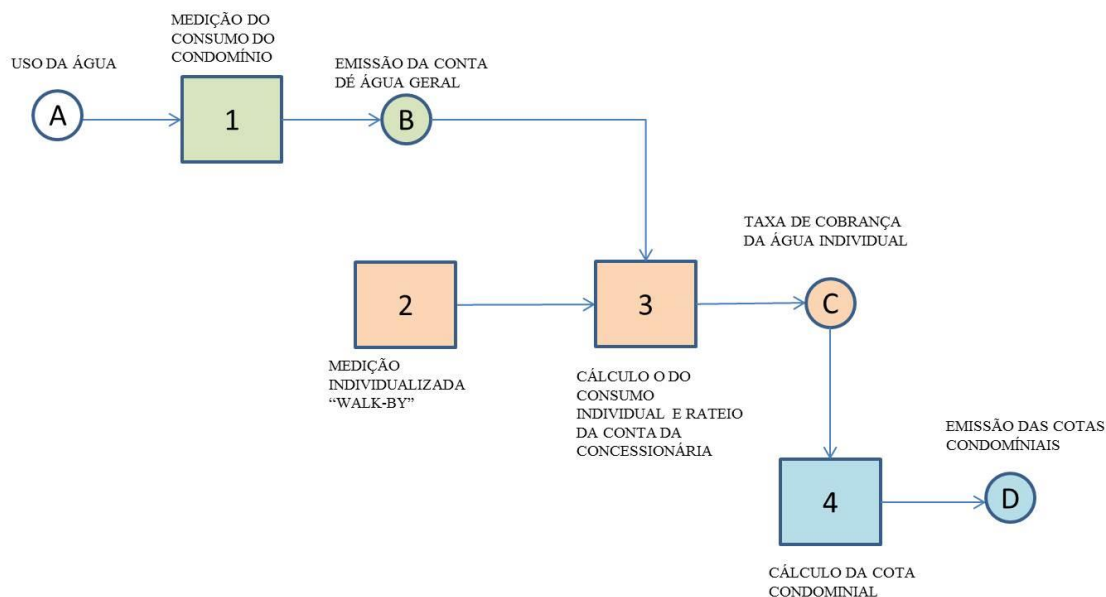 MEDIÇÃO DO
CONSUMO DO
CONDOMÍNIO
USO DA ÁGUA
EMISSÃO DA CONTA
DÉ ÁGUA GERAL
A
1
B
TAXA DE COBRANÇA
DA ÁGUA INDIVIDUAL
2
3
C
MEDIÇÃO
INDIVIDUALIZADA
“WALK-BY”
CÁLCULO O DO
CONSUMO
INDIVIDUAL E RATEIO
DA CONTA DA
CONCESSIONÁRIA
EMISSÃO DAS COTAS
CONDOMÍNIAIS
4
D
CÁLCULO DA COTA
CONDOMINIAL